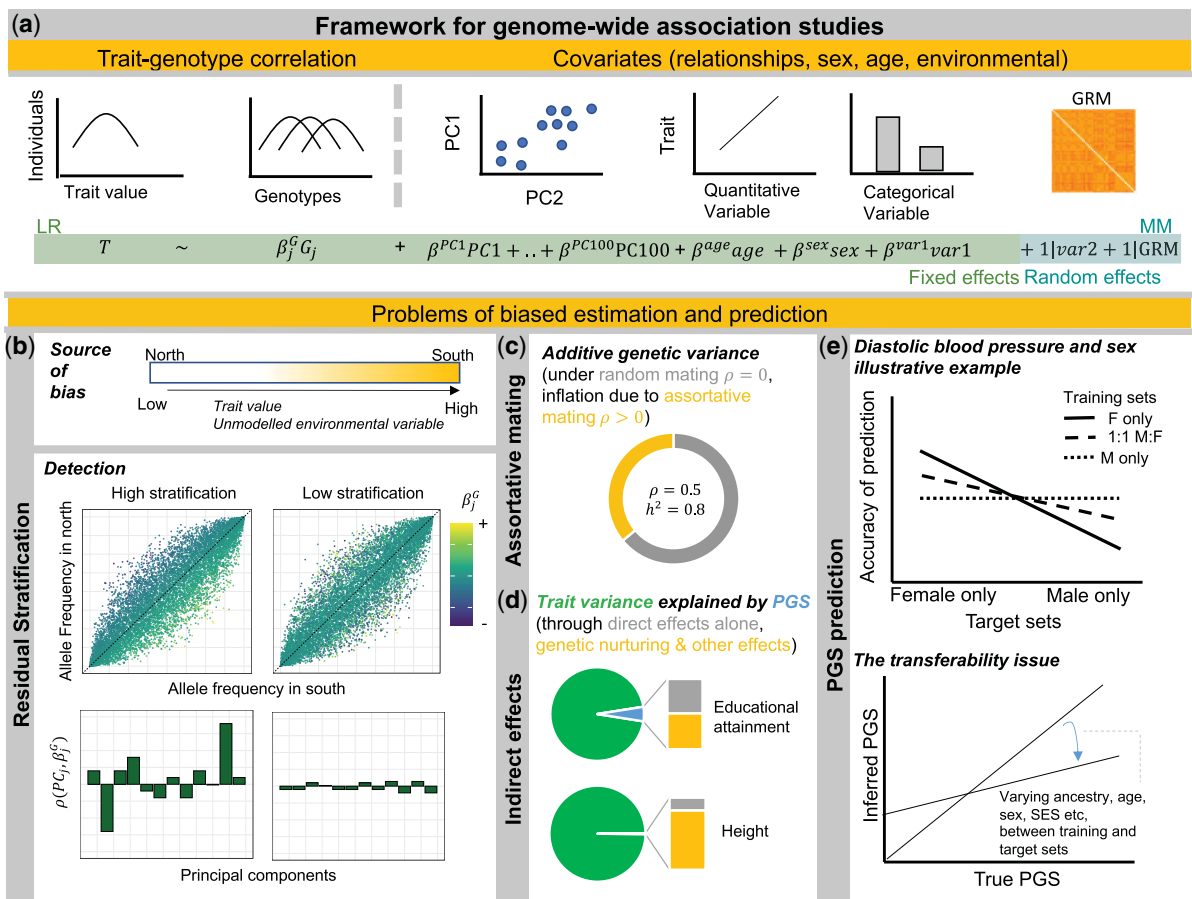 (a)
Framework for genome-wide association studies
Trait-genotype correlation
Covariates (relationships, sex, age, environmental)
Individuals
Trait value
Genotypes
PC1
PC2
Trait
Quantitative
Variable
Categorical
Variable
GRM
LR
MM
T ~ β_j^G G_j + β^{PC1}PC1 + .. + β^{PC100}PC100 + β^{age}age + β^{sex}sex + β^{var1}var1 + 1|var2 + 1|GRM
Fixed effects Random effects
Problems of biased estimation and prediction
(b)
Residual Stratification
Source
of
bias
North
South
Low
High
Trait value
Unmodelled environmental variable
Detection
High stratification
Low stratification
β_j^G
+
-
Allele Frequency in north
Allele frequency in south
ρ(PC_j, β_j^G)
Principal components
(c)
Assortative mating
Additive genetic variance
(under random mating ρ = 0,
inflation due to assortative
mating ρ > 0)
ρ = 0.5
h² = 0.8
(d)
Indirect effects
Trait variance explained by PGS
(through direct effects alone,
genetic nurturing & other effects)
Educational
attainment
Height
(e)
PGS prediction
Diastolic blood pressure and sex
illustrative example
Training sets
F only
1:1 M:F
M only
Accuracy of prediction
Female only
Male only
Target sets
The transferability issue
Inferred PGS
Varying ancestry, age,
sex, SES etc,
between training and
target sets
True PGS